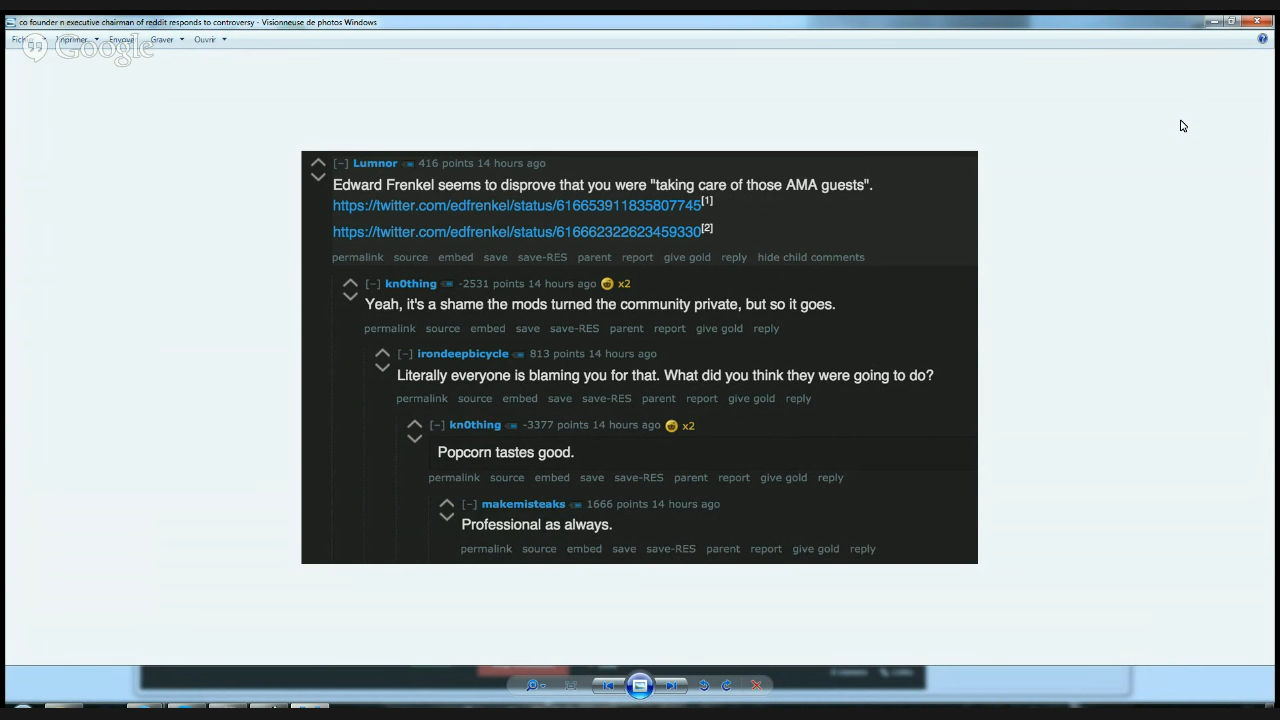 co founder n executive chairman of reddit responds to controversy - Visionneuse de photos Windows
Imprimer Graver Ouvrir
Google
[−] Lumnor 416 points 14 hours ago
Edward Frenkel seems to disprove that you were "taking care of those AMA guests".
https://twitter.com/edfrenkel/status/616653911835807745[1]
https://twitter.com/edfrenkel/status/616662322623459330[2]
permalink source embed save save-RES parent report give gold reply hide child comments
[−] kn0thing -2531 points 14 hours ago x2
Yeah, it's a shame the mods turned the community private, but so it goes.
permalink source embed save save-RES parent report give gold reply
[−] irondeepbicycle 813 points 14 hours ago
Literally everyone is blaming you for that. What did you think they were going to do?
permalink source embed save save-RES parent report give gold reply
[−] kn0thing -3377 points 14 hours ago x2
Popcorn tastes good.
permalink source embed save save-RES parent report give gold reply
[−] makemisteaks 1666 points 14 hours ago
Professional as always.
permalink source embed save save-RES parent report give gold reply